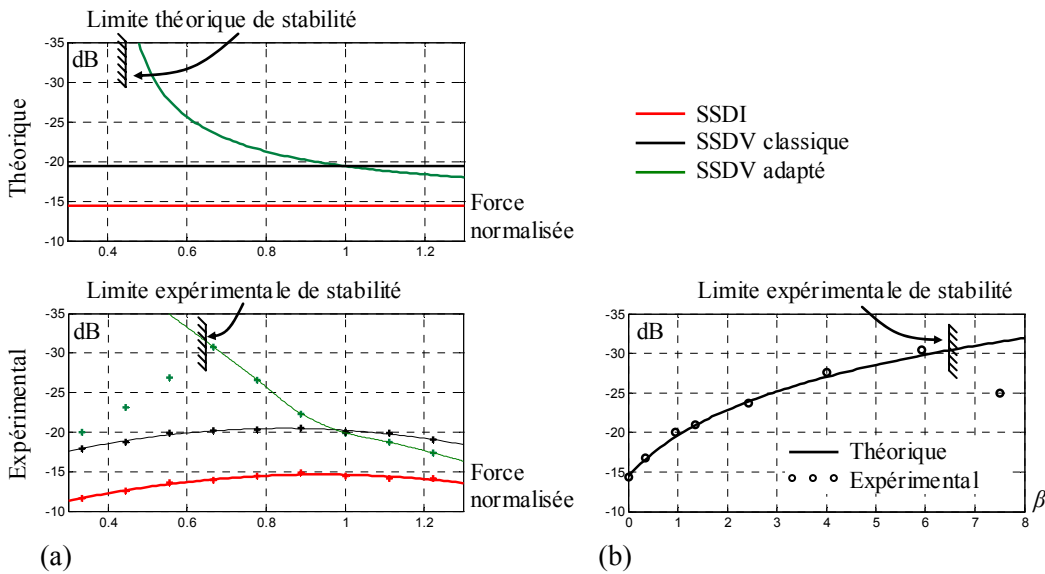 Limite théorique de stabilité
-35
dB
-30
-25
-20
-15
-10
0.4
0.6
0.8
1
1.2
Théorique
Force
normalisée
SSDI
SSDV classique
SSDV adapté
Limite expérimentale de stabilité
-35
dB
-30
-25
-20
-15
-10
0.4
0.6
0.8
1
1.2
Expérimental
Force
normalisée
(a)
Limite expérimentale de stabilité
-35
dB
-30
-25
-20
-15
-10
0
1
2
3
4
5
6
7
8
β
Théorique
Expérimental
(b)